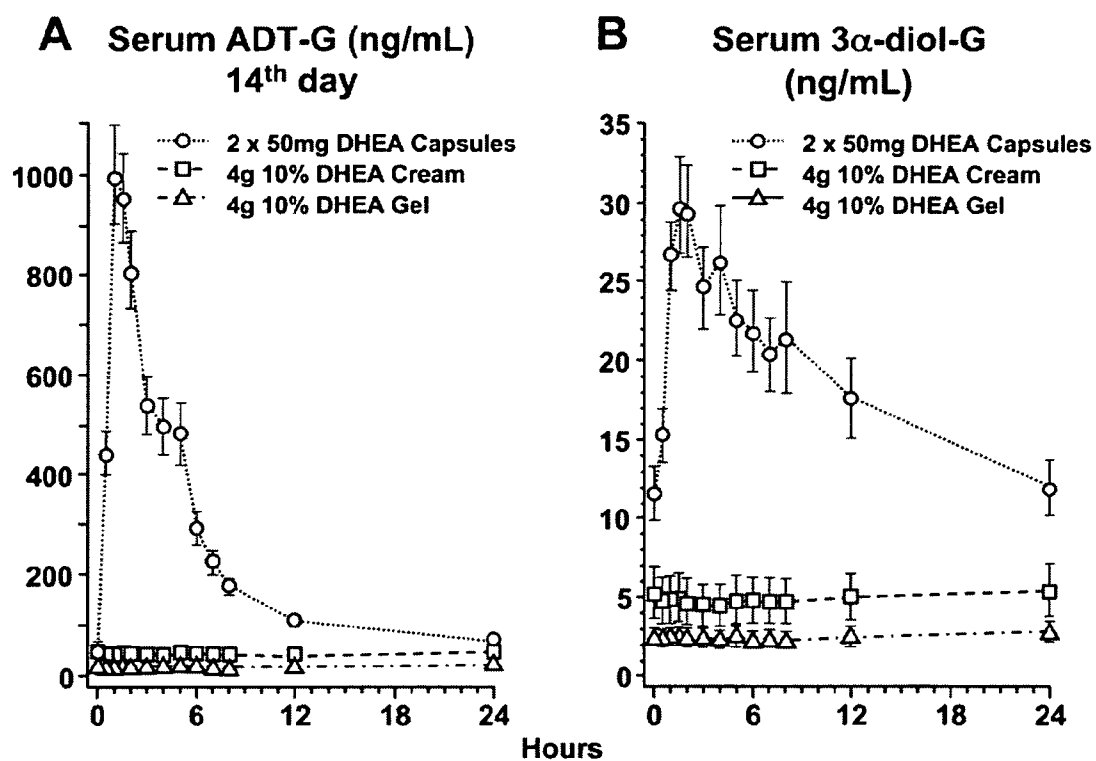 A Serum ADT-G (ng/mL)
14th day
2 x 50mg DHEA Capsules
4g 10% DHEA Cream
4g 10% DHEA Gel
1000
800
600
400
200
0
0 6 12 18 24
B Serum 3α-diol-G
(ng/mL)
2 x 50mg DHEA Capsules
4g 10% DHEA Cream
4g 10% DHEA Gel
35
30
25
20
15
10
5
0
0 6 12 18 24
Hours